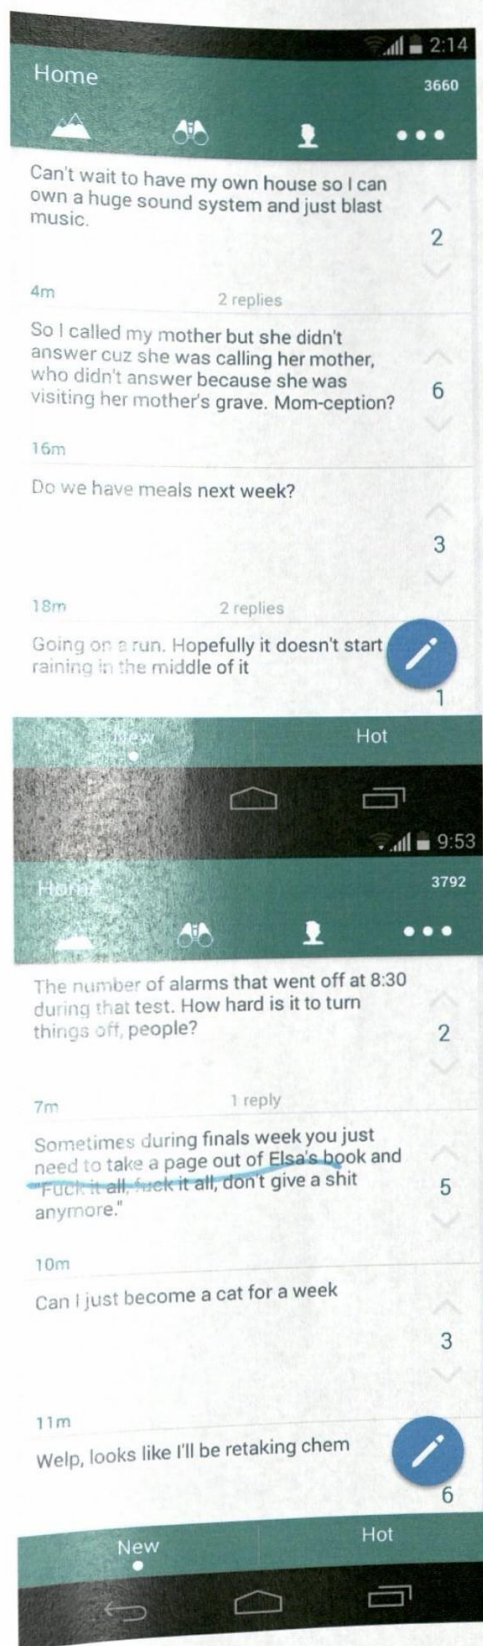 2:14
Home
3660
Can't wait to have my own house so I can
own a huge sound system and just blast
music.
2
4m
2 replies
So I called my mother but she didn't
answer cuz she was calling her mother,
who didn't answer because she was
visiting her mother's grave. Mom-ception?
6
16m
Do we have meals next week?
3
18m
2 replies
Going on a run. Hopefully it doesn't start
raining in the middle of it
1
New
Hot
9:53
Home
3792
The number of alarms that went off at 8:30
during that test. How hard is it to turn
things off, people?
2
7m
1 reply
Sometimes during finals week you just
need to take a page out of Elsa's book and
"Fuck it all, fuck it all, don't give a shit
anymore."
5
10m
Can I just become a cat for a week
3
11m
Welp, looks like I'll be retaking chem
6
New
Hot